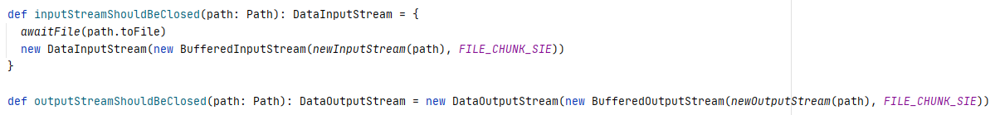 def inputStreamShouldBeClosed(path: Path): DataInputStream = {
  awaitFile(path.toFile)
  new DataInputStream(new BufferedInputStream(newInputStream(path), FILE_CHUNK_SIE))
}
def outputStreamShouldBeClosed(path: Path): DataOutputStream = new DataOutputStream(new BufferedOutputStream(newOutputStream(path), FILE_CHUNK_SIE))